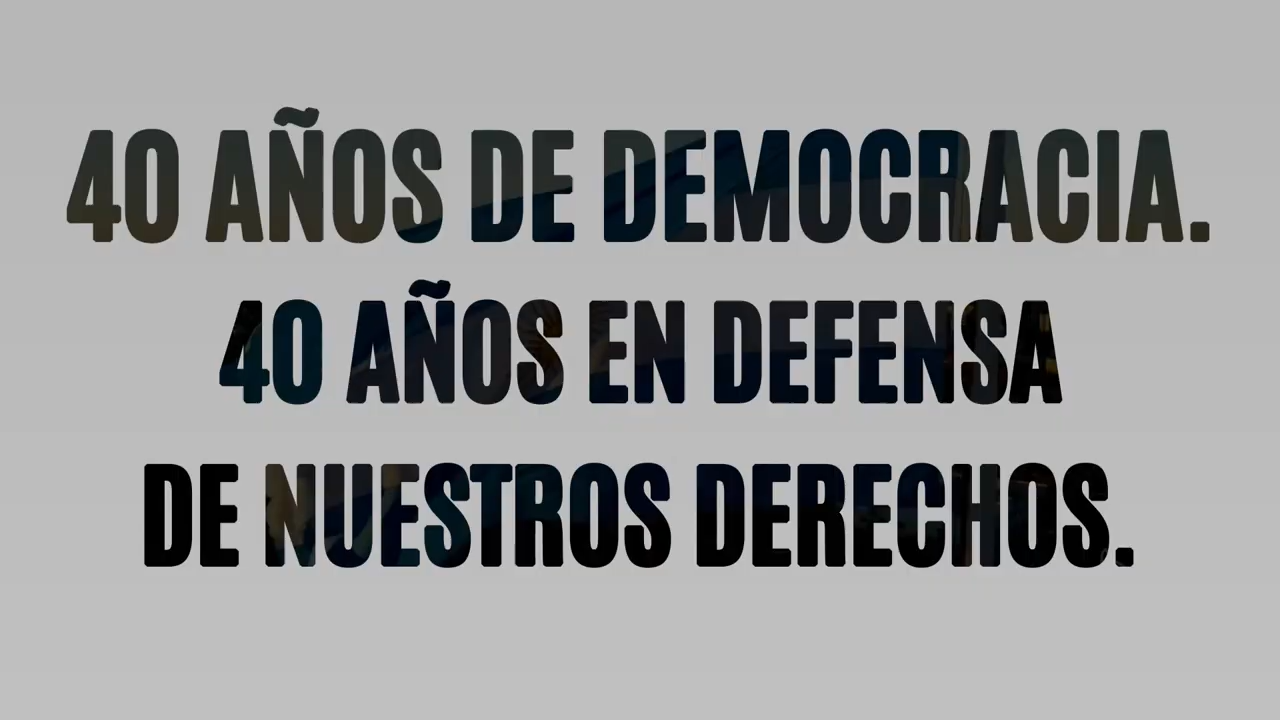 40 AÑOS DE DEMOCRACIA.
40 AÑOS EN DEFENSA
DE NUESTROS DERECHOS.